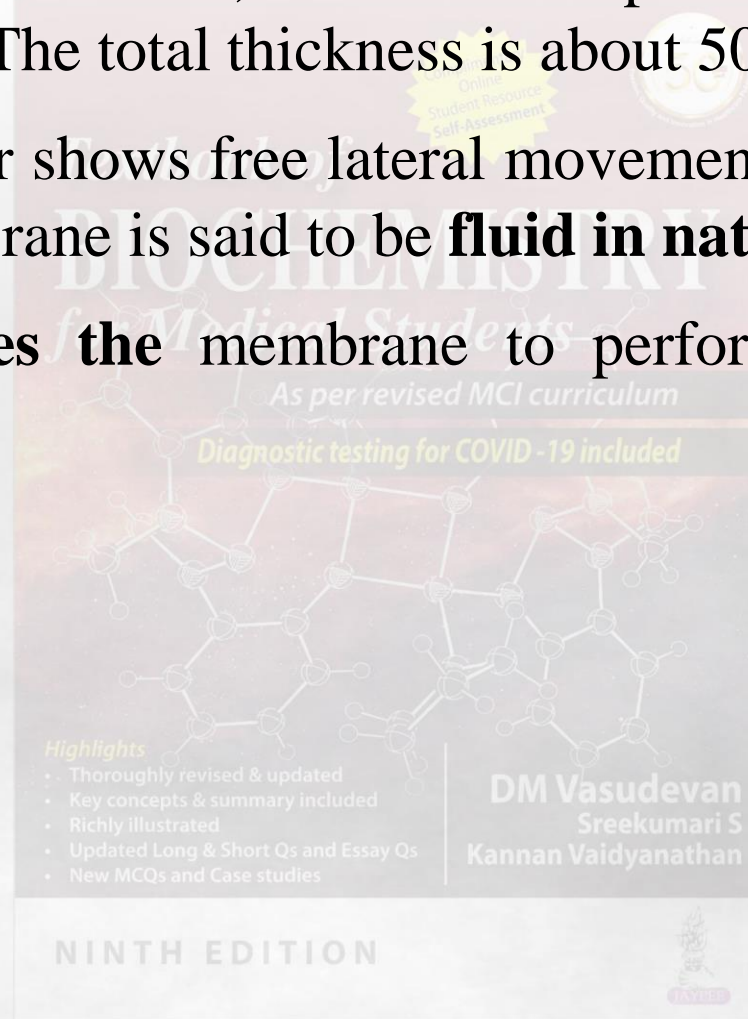 The total thickness is about 50
Complimentary
Online
Student Resource
Self-Assessment
r shows free lateral movemen
Textbook of
rane is said to be fluid in nat
BIOCHEMISTRY
for Medical Students
es the membrane to perfor
As per revised MCI curriculum
Diagnostic testing for COVID -19 included
Highlights
• Thoroughly revised & updated
• Key concepts & summary included
• Richly illustrated
• Updated Long & Short Qs and Essay Qs
• New MCQs and Case studies
DM Vasudevan
Sreekumari S
Kannan Vaidyanathan
NINTH EDITION
JAYPEE